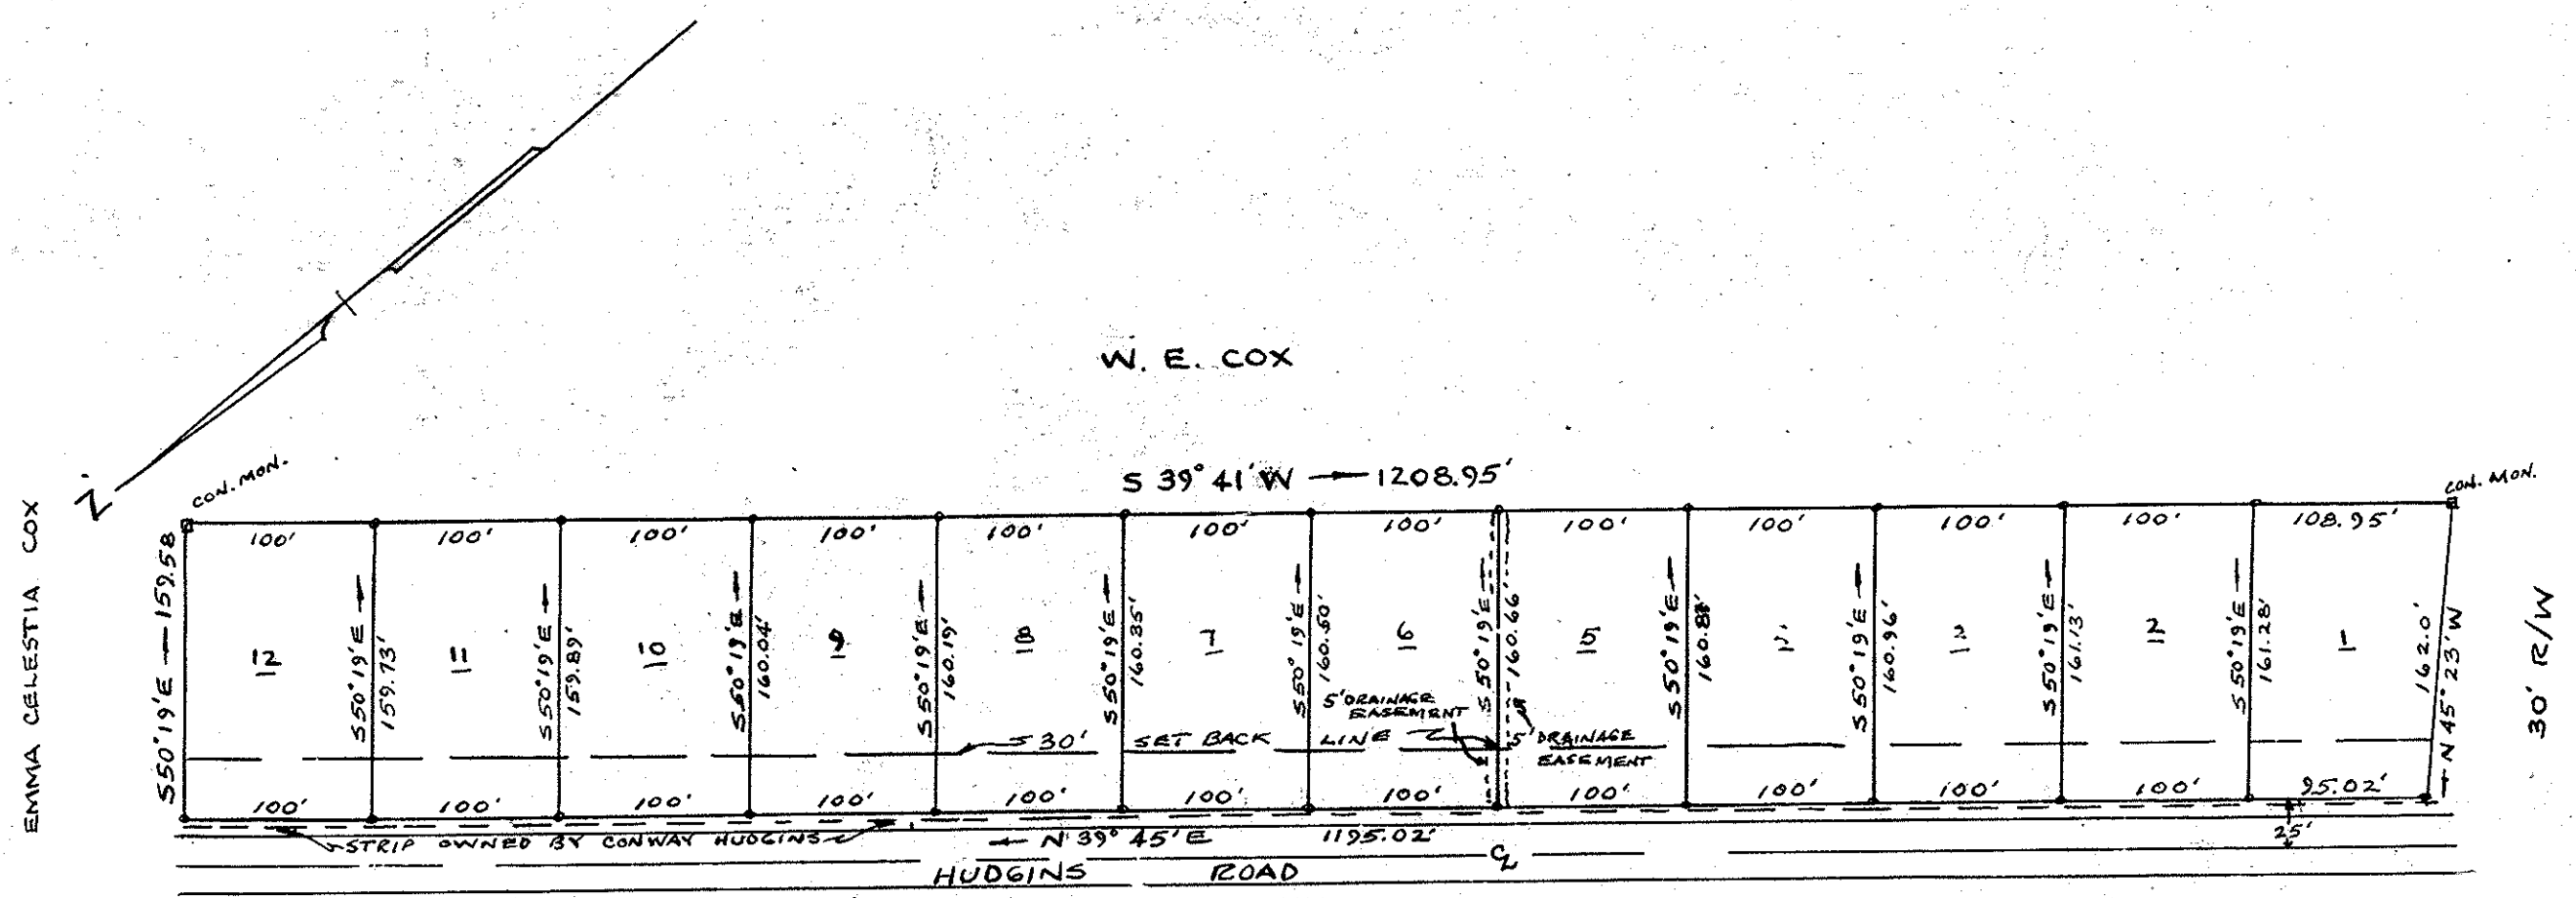 W. E. COX
N
CON. MON.
S 39° 41' W → 1208.95'
CON. MON.
EMMA CELESTIA COX
S50°19'E — 159.58
100'
100'
100'
100'
100'
100'
100'
100'
100'
100'
100'
108.95'
12
S50°19'E →
159.73'
11
S50°19'E →
159.89'
10
S50°19'E →
160.04'
9
S50°19'E →
160.19'
8
S50°19'E →
160.35'
7
S50°19'E →
160.50'
6
S50°19'E →
160.66'
5
S50°19'E →
S50°19'E →
160.96'
S50°19'E →
161.13'
2
S50°19'E →
161.28'
1
162.0'
N 45° 23' W
30' R/W
5' DRAINAGE
EASEMENT
30' SET BACK LINE
5' DRAINAGE
EASEMENT
100'
100'
100'
100'
100'
100'
100'
100'
100'
100'
100'
95.02'
STRIP OWNED BY CONWAY HUDGINS
← N 39° 45' E 1195.02'
25'
CL
HUDGINS ROAD